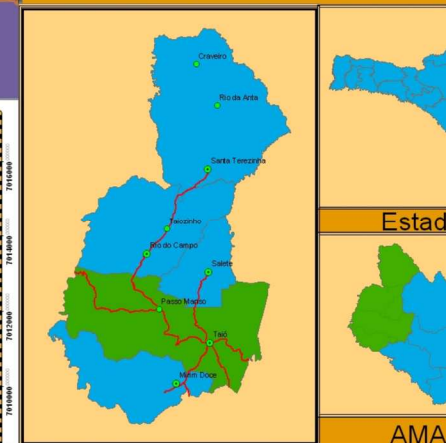 Craveiro
Rio da Anta
Santa Terezinha
Taiozinho
Rio do Campo
Salete
Passo Manso
Taió
Mirim Doce
7016000
7014000
7012000
7010000
Estad
AMA